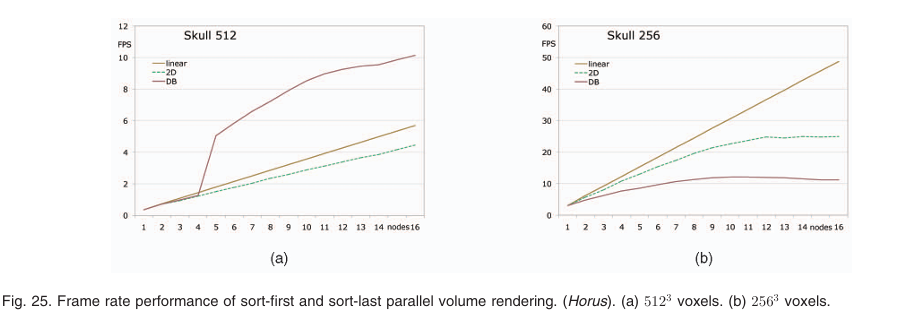 Skull 512
FPS
12
10
8
6
4
2
0
linear
2D
DB
1 2 3 4 5 6 7 8 9 10 11 12 13 14 nodes 16
(a)
Skull 256
FPS
60
50
40
30
20
10
0
linear
2D
DB
1 2 3 4 5 6 7 8 9 10 11 12 13 14 nodes 16
(b)
Fig. 25. Frame rate performance of sort-first and sort-last parallel volume rendering. (Horus). (a) 512³ voxels. (b) 256³ voxels.